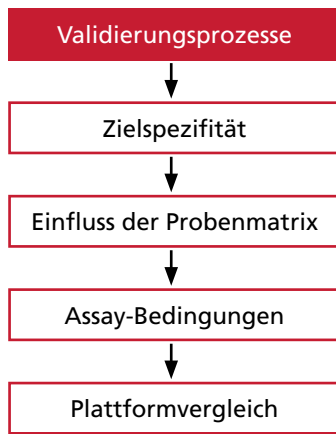 Validierungsprozesse
Zielspezifität
Einfluss der Probenmatrix
Assay-Bedingungen
Plattformvergleich